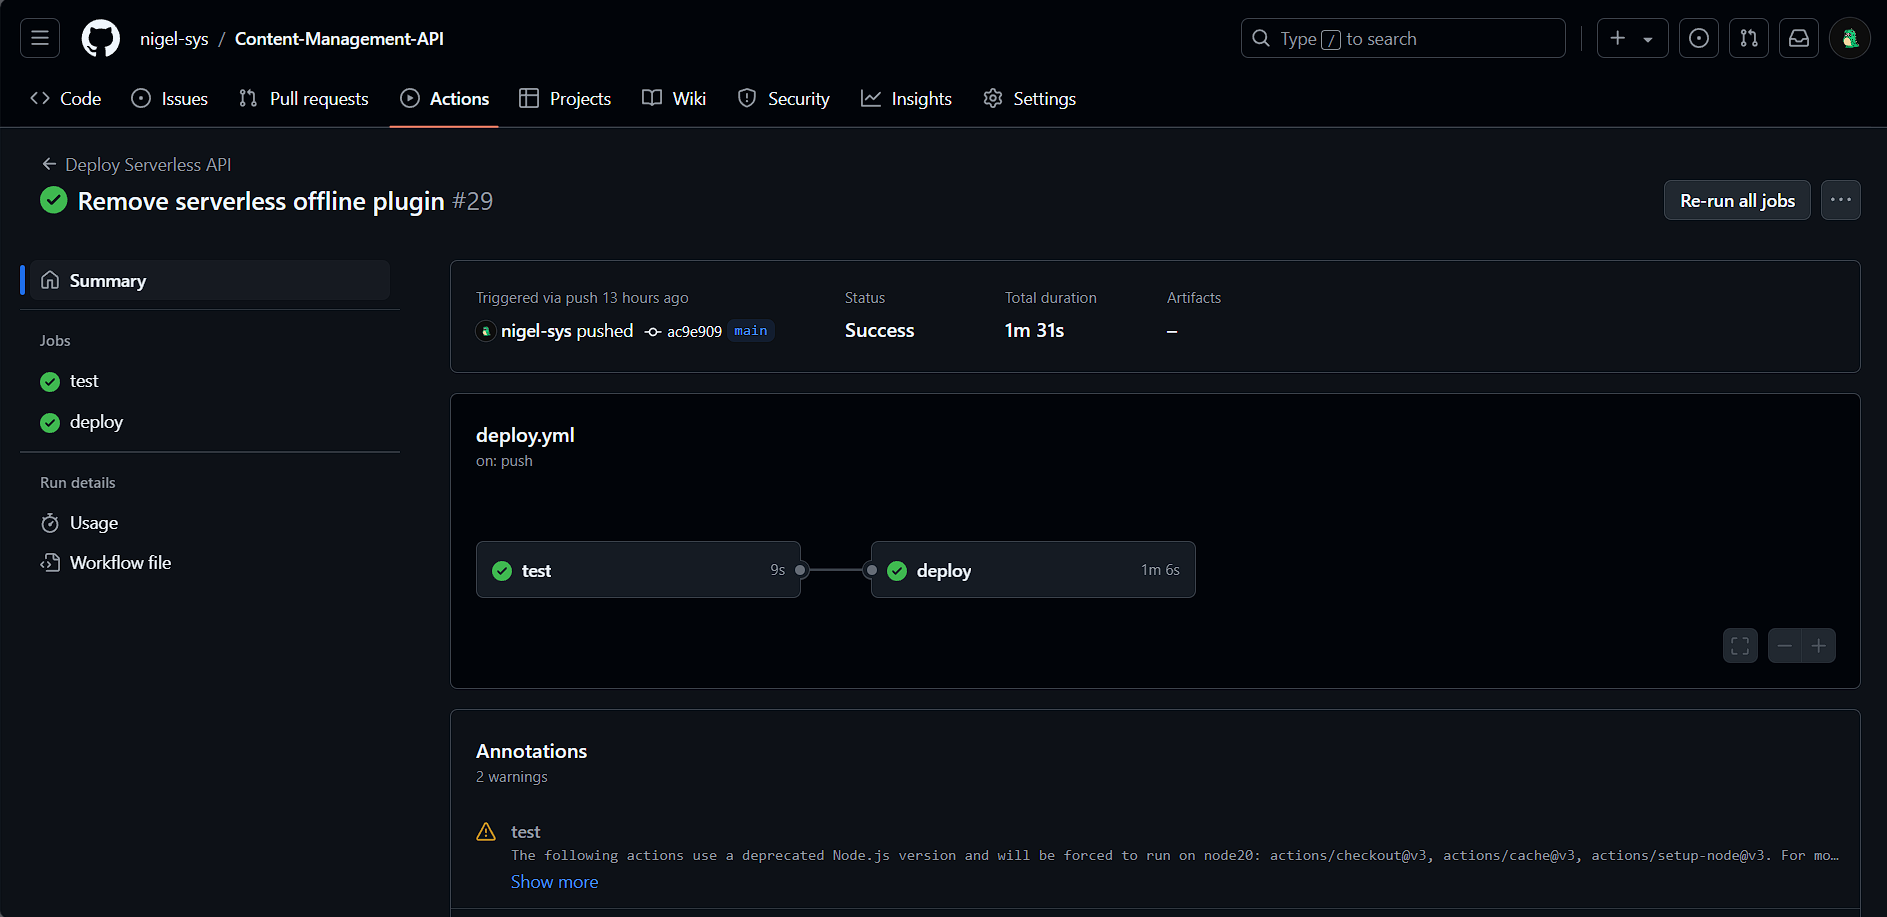 nigel-sys / Content-Management-API
Type / to search
Code Issues Pull requests Actions Projects Wiki Security Insights Settings
Deploy Serverless API
Remove serverless offline plugin #29
Re-run all jobs
Summary
Jobs
test
deploy
Run details
Usage
Workflow file
Triggered via push 13 hours ago
nigel-sys pushed ac9e909 main
Status
Success
Total duration
1m 31s
Artifacts
–
deploy.yml
on: push
test 9s
deploy 1m 6s
Annotations
2 warnings
test
The following actions use a deprecated Node.js version and will be forced to run on node20: actions/checkout@v3, actions/cache@v3, actions/setup-node@v3. For mo…
Show more